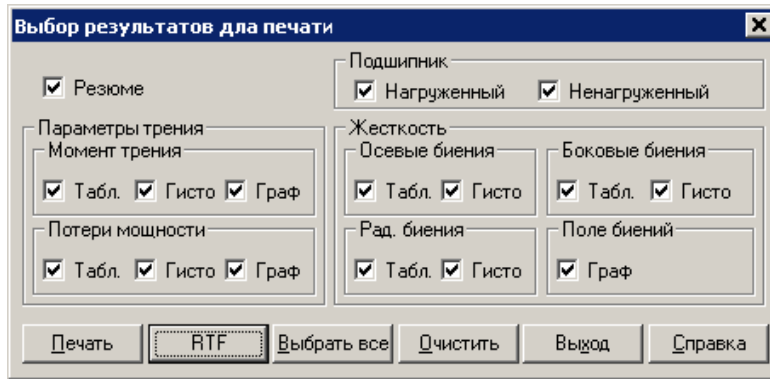 Выбор результатов дла печати
Подшипник
Резюме
Нагруженный Ненагруженный
Параметры трения Жесткость
Момент трения Осевые биения Боковые биения
Табл. Гисто Граф Табл. Гисто Табл. Гисто
Потери мощности Рад. биения Поле биений
Табл. Гисто Граф Табл. Гисто Граф
Печать RTF Выбрать все Очистить Выход Справка